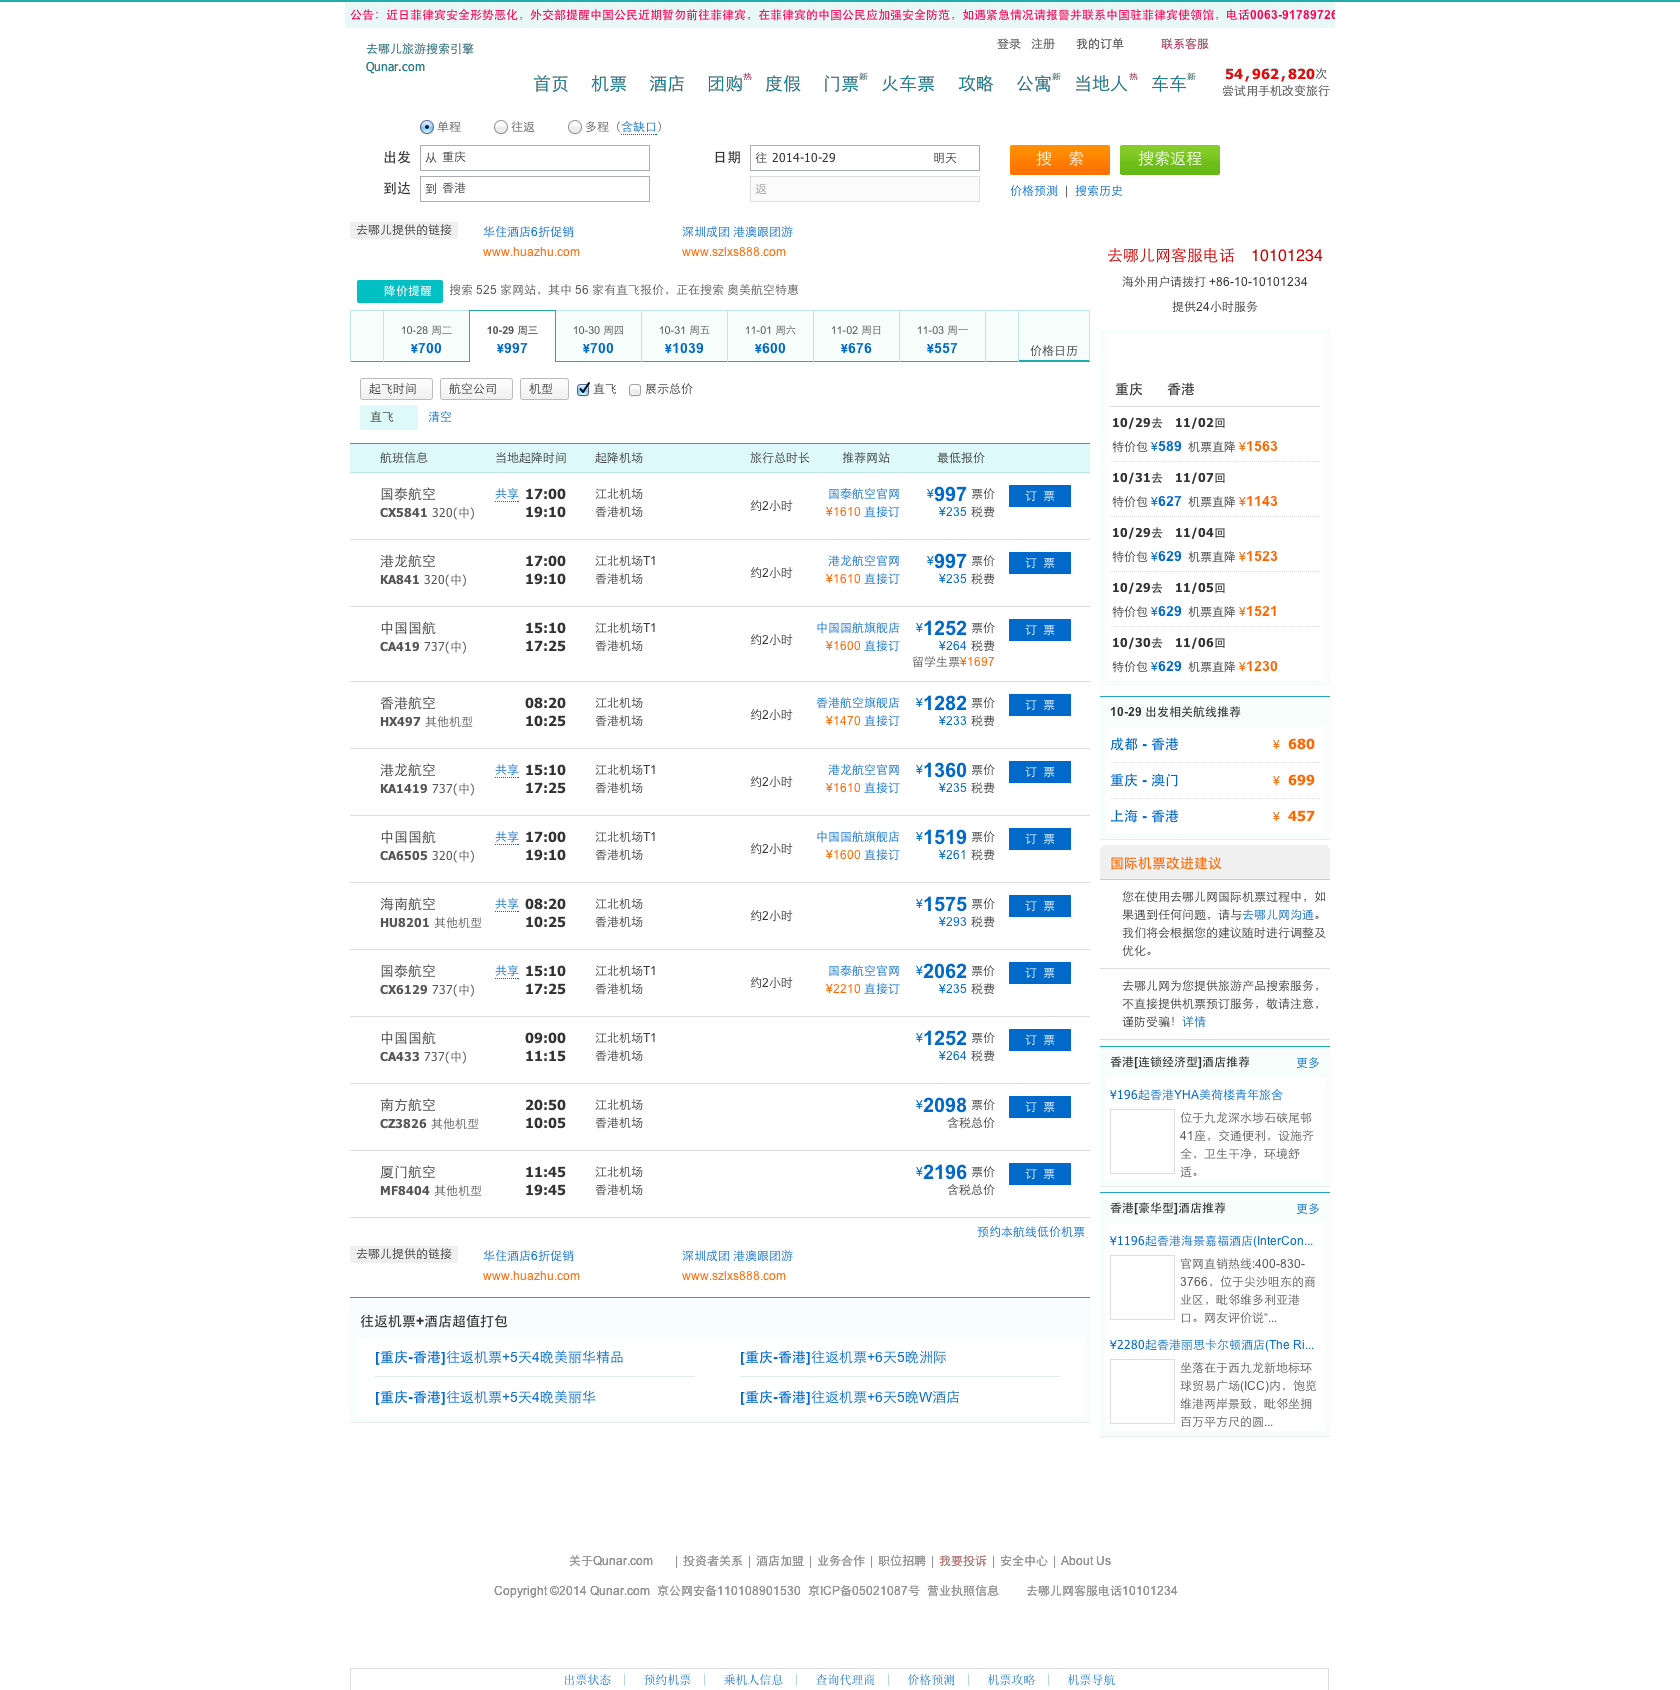 公告：近日菲律宾安全形势恶化，外交部提醒中国公民近期暂勿前往菲律宾，在菲律宾的中国公民应加强安全防范，如遇紧急情况请报警并联系中国驻菲律宾使领馆，电话0063-91789726
登录 注册 我的订单 联系客服
去哪儿旅游搜索引擎
Qunar.com
首页 机票 酒店 团购热 度假 门票新 火车票 攻略 公寓新 当地人热 车车新
54,962,820次
尝试用手机改变旅行
单程 往返 多程（含缺口）
出发 从 重庆 日期 往 2014-10-29 明天 搜 索 搜索返程
到达 到 香港 返 价格预测 | 搜索历史
去哪儿提供的链接 华住酒店6折促销 深圳成团 港澳跟团游
www.huazhu.com www.szlxs888.com
降价提醒 搜索 525 家网站，其中 56 家有直飞报价，正在搜索 奥美航空特惠
10-28 周二 10-29 周三 10-30 周四 10-31 周五 11-01 周六 11-02 周日 11-03 周一
¥700 ¥997 ¥700 ¥1039 ¥600 ¥676 ¥557 价格日历
起飞时间 航空公司 机型 直飞 展示总价
直飞 清空
航班信息 当地起降时间 起降机场 旅行总时长 推荐网站 最低报价
国泰航空 共享 17:00 江北机场 约2小时 国泰航空官网 ¥997 票价 订 票
CX5841 320(中) 19:10 香港机场 ¥1610 直接订 ¥235 税费
港龙航空 17:00 江北机场T1 约2小时 港龙航空官网 ¥997 票价 订 票
KA841 320(中) 19:10 香港机场 ¥1610 直接订 ¥235 税费
中国国航 15:10 江北机场T1 约2小时 中国国航旗舰店 ¥1252 票价 订 票
CA419 737(中) 17:25 香港机场 ¥1600 直接订 ¥264 税费
留学生票¥1697
香港航空 08:20 江北机场 约2小时 香港航空旗舰店 ¥1282 票价 订 票
HX497 其他机型 10:25 香港机场 ¥1470 直接订 ¥233 税费
港龙航空 共享 15:10 江北机场T1 约2小时 港龙航空官网 ¥1360 票价 订 票
KA1419 737(中) 17:25 香港机场 ¥1610 直接订 ¥235 税费
中国国航 共享 17:00 江北机场T1 约2小时 中国国航旗舰店 ¥1519 票价 订 票
CA6505 320(中) 19:10 香港机场 ¥1600 直接订 ¥261 税费
海南航空 共享 08:20 江北机场 约2小时 ¥1575 票价 订 票
HU8201 其他机型 10:25 香港机场 ¥293 税费
国泰航空 共享 15:10 江北机场T1 约2小时 国泰航空官网 ¥2062 票价 订 票
CX6129 737(中) 17:25 香港机场 ¥2210 直接订 ¥235 税费
中国国航 09:00 江北机场T1 ¥1252 票价 订 票
CA433 737(中) 11:15 香港机场 ¥264 税费
南方航空 20:50 江北机场 ¥2098 票价 订 票
CZ3826 其他机型 10:05 香港机场 含税总价
厦门航空 11:45 江北机场 ¥2196 票价 订 票
MF8404 其他机型 19:45 香港机场 含税总价
预约本航线低价机票
去哪儿提供的链接 华住酒店6折促销 深圳成团 港澳跟团游
www.huazhu.com www.szlxs888.com
往返机票+酒店超值打包
[重庆-香港]往返机票+5天4晚美丽华精品 [重庆-香港]往返机票+6天5晚洲际
[重庆-香港]往返机票+5天4晚美丽华 [重庆-香港]往返机票+6天5晚W酒店
去哪儿网客服电话 10101234
海外用户请拨打 +86-10-10101234
提供24小时服务
重庆 香港
10/29去 11/02回
特价包 ¥589 机票直降 ¥1563
10/31去 11/07回
特价包 ¥627 机票直降 ¥1143
10/29去 11/04回
特价包 ¥629 机票直降 ¥1523
10/29去 11/05回
特价包 ¥629 机票直降 ¥1521
10/30去 11/06回
特价包 ¥629 机票直降 ¥1230
10-29 出发相关航线推荐
成都 - 香港 ¥ 680
重庆 - 澳门 ¥ 699
上海 - 香港 ¥ 457
国际机票改进建议
您在使用去哪儿网国际机票过程中，如
果遇到任何问题，请与去哪儿网沟通。
我们将会根据您的建议随时进行调整及
优化。
去哪儿网为您提供旅游产品搜索服务，
不直接提供机票预订服务，敬请注意，
谨防受骗！详情
香港[连锁经济型]酒店推荐 更多
¥196起香港YHA美荷楼青年旅舍
位于九龙深水埗石硖尾邨
41座，交通便利，设施齐
全，卫生干净，环境舒
适。
香港[豪华型]酒店推荐 更多
¥1196起香港海景嘉福酒店(InterCon...
官网直销热线:400-830-
3766，位于尖沙咀东的商
业区，毗邻维多利亚港
口。网友评价说“...
¥2280起香港丽思卡尔顿酒店(The Ri...
坐落在于西九龙新地标环
球贸易广场(ICC)内，饱览
维港两岸景致，毗邻坐拥
百万平方尺的圆...
关于Qunar.com | 投资者关系 | 酒店加盟 | 业务合作 | 职位招聘 | 我要投诉 | 安全中心 | About Us
Copyright ©2014 Qunar.com 京公网安备110108901530 京ICP备05021087号 营业执照信息 去哪儿网客服电话10101234
出票状态 | 预约机票 | 乘机人信息 | 查询代理商 | 价格预测 | 机票攻略 | 机票导航